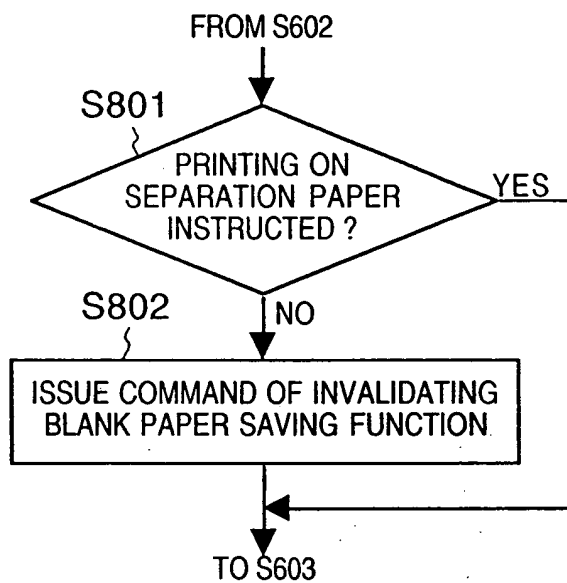 FROM S602
S801
PRINTING ON
SEPARATION PAPER
INSTRUCTED ?
YES
S802
NO
ISSUE COMMAND OF INVALIDATING
BLANK PAPER SAVING FUNCTION
TO S603